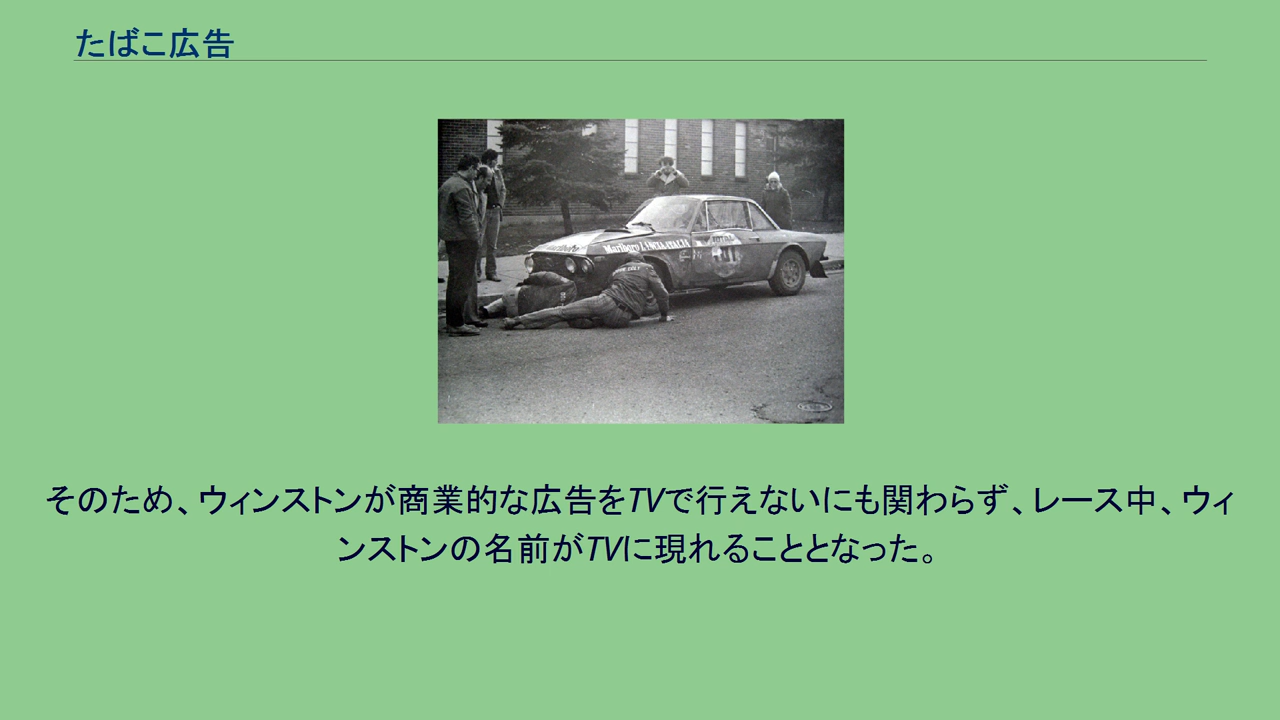 たばこ広告
Marlboro LANCIA-ITALIA
そのため、ウィンストンが商業的な広告をTVで行えないにも関わらず、レース中、ウィ
ンストンの名前がTVに現れることとなった。